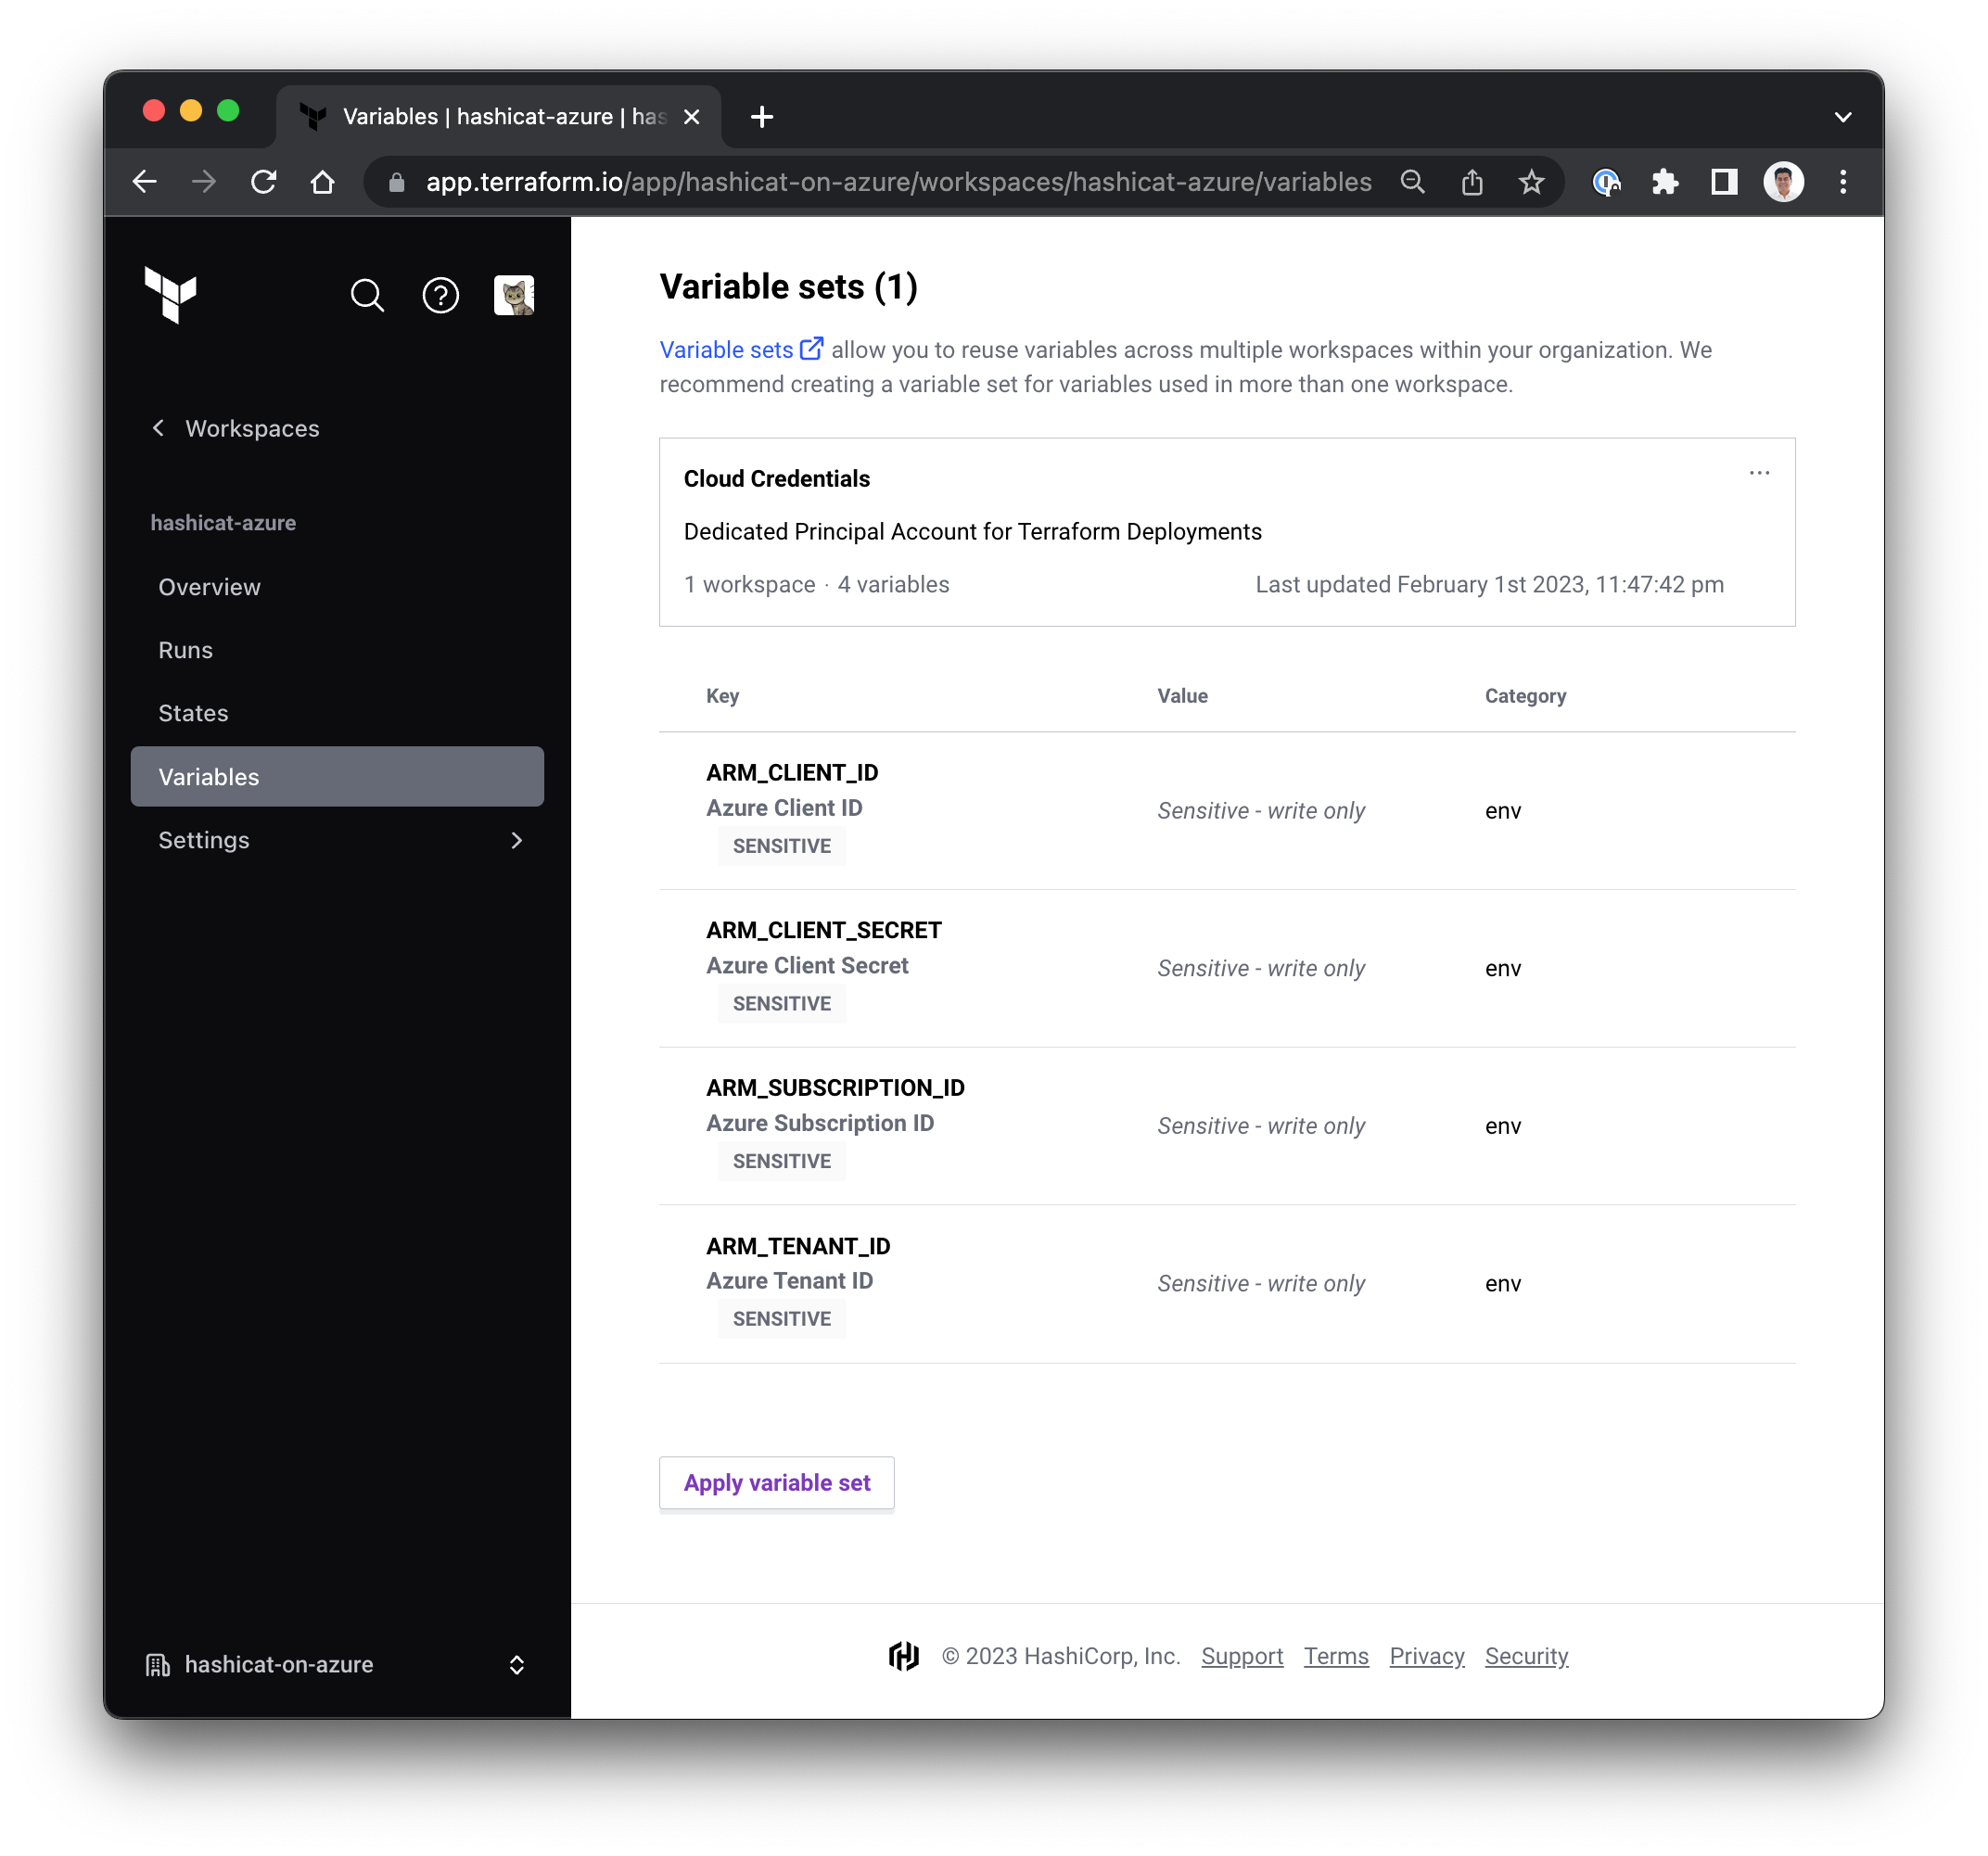 Variables | hashicat-azure | has
app.terraform.io/app/hashicat-on-azure/workspaces/hashicat-azure/variables
Workspaces
hashicat-azure
Overview
Runs
States
Variables
Settings
hashicat-on-azure
Variable sets (1)
Variable sets allow you to reuse variables across multiple workspaces within your organization. We
recommend creating a variable set for variables used in more than one workspace.
Cloud Credentials
...
Dedicated Principal Account for Terraform Deployments
1 workspace · 4 variables Last updated February 1st 2023, 11:47:42 pm
Key Value Category
ARM_CLIENT_ID
Azure Client ID
SENSITIVE
Sensitive - write only
env
ARM_CLIENT_SECRET
Azure Client Secret
SENSITIVE
Sensitive - write only
env
ARM_SUBSCRIPTION_ID
Azure Subscription ID
SENSITIVE
Sensitive - write only
env
ARM_TENANT_ID
Azure Tenant ID
SENSITIVE
Sensitive - write only
env
Apply variable set
© 2023 HashiCorp, Inc. Support Terms Privacy Security